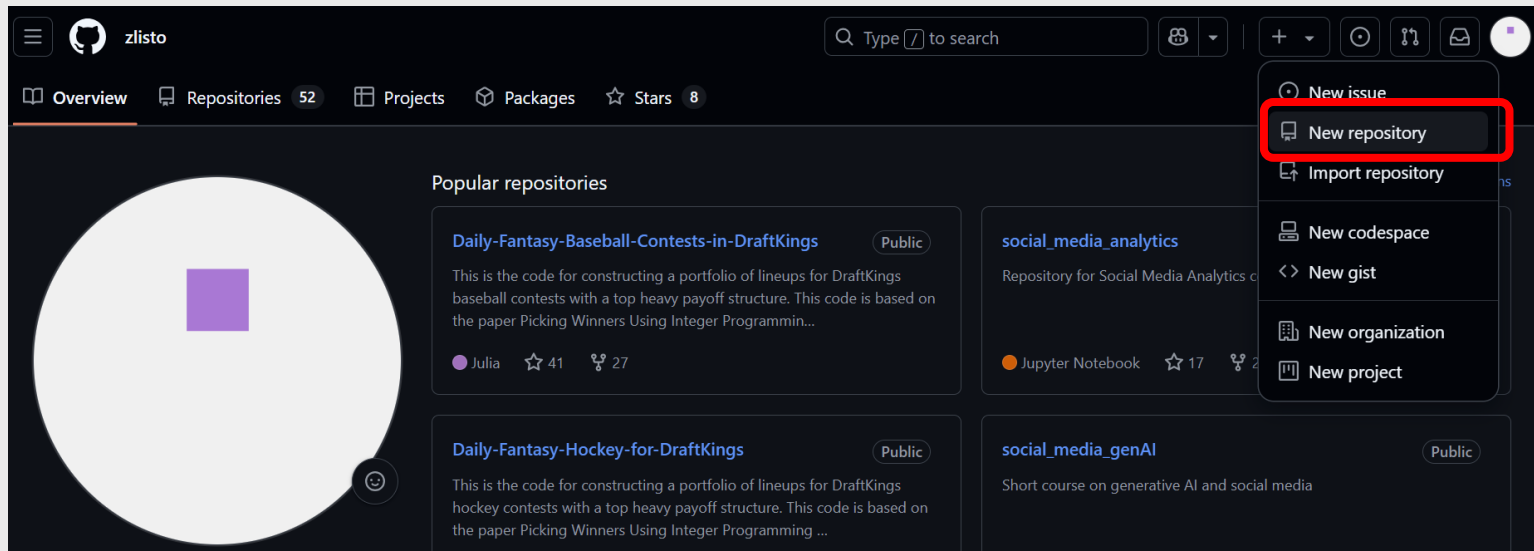 zlisto
Type / to search
Overview
Repositories 52
Projects
Packages
Stars 8
New issue
New repository
Import repository
New codespace
New gist
New organization
New project
Popular repositories
ns
Daily-Fantasy-Baseball-Contests-in-DraftKings
Public
This is the code for constructing a portfolio of lineups for DraftKings
baseball contests with a top heavy payoff structure. This code is based on
the paper Picking Winners Using Integer Programmin...
Julia 41 27
social_media_analytics
Repository for Social Media Analytics c
Jupyter Notebook 17 2
Daily-Fantasy-Hockey-for-DraftKings
Public
This is the code for constructing a portfolio of lineups for DraftKings
hockey contests with a top heavy payoff structure. This code is based on
the paper Picking Winners Using Integer Programming ...
social_media_genAI
Public
Short course on generative AI and social media